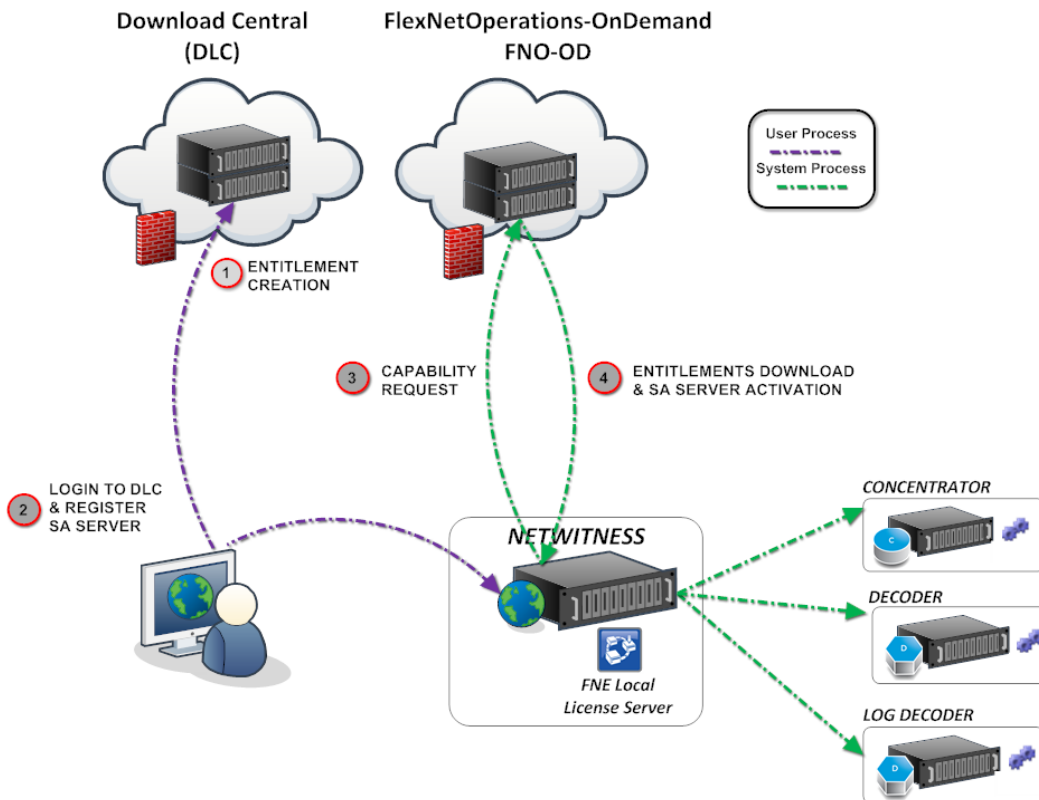 Download Central
(DLC)
FlexNetOperations-OnDemand
FNO-OD
User Process
System Process
1
ENTITLEMENT
CREATION
3
CAPABILITY
REQUEST
4
ENTITLEMENTS DOWNLOAD
& SA SERVER ACTIVATION
2
LOGIN TO DLC
& REGISTER
SA SERVER
NETWITNESS
FNE Local
License Server
CONCENTRATOR
C
DECODER
D
LOG DECODER
D